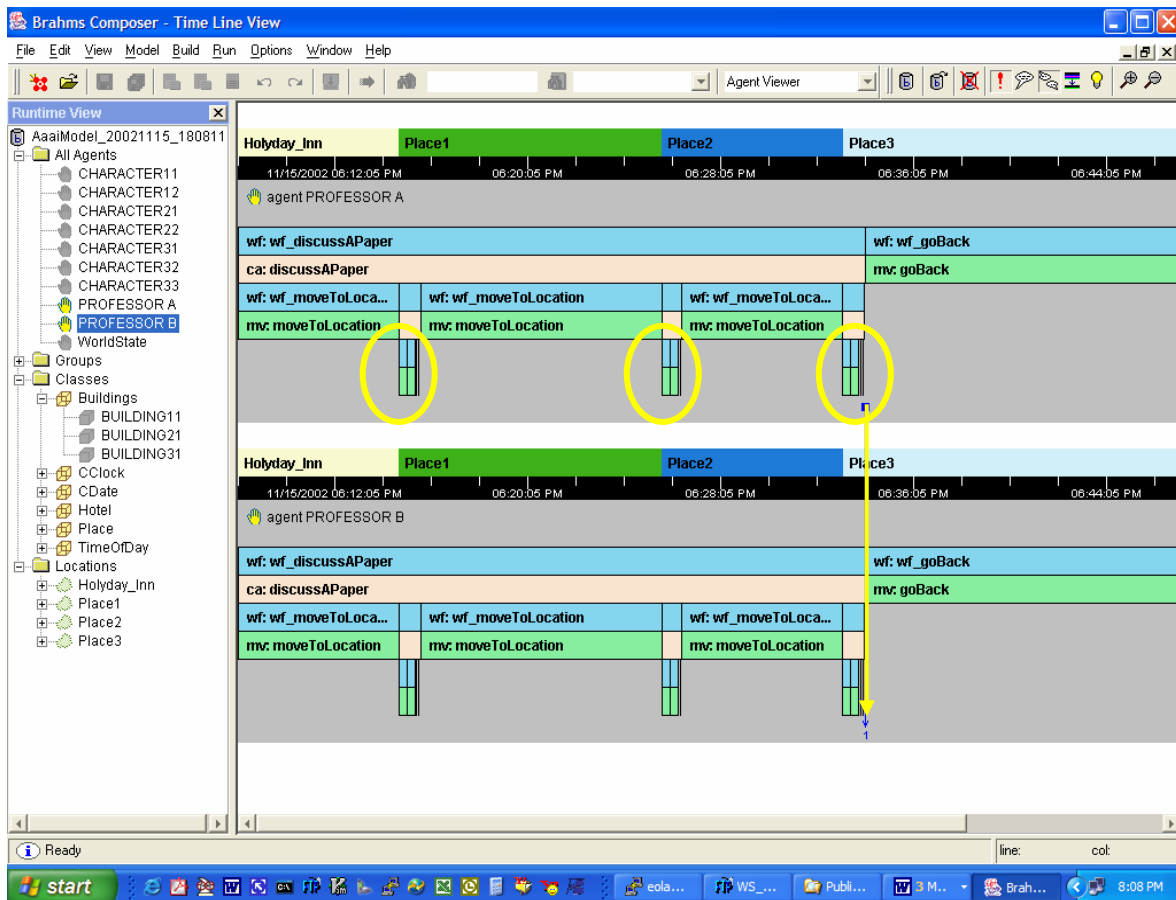 Brahms Composer - Time Line View
File Edit View Model Build Run Options Window Help
Agent Viewer
Runtime View
AaaiModel_20021115_180811
All Agents
CHARACTER11
CHARACTER12
CHARACTER21
CHARACTER22
CHARACTER31
CHARACTER32
CHARACTER33
PROFESSOR A
PROFESSOR B
WorldState
Groups
Classes
Buildings
BUILDING11
BUILDING21
BUILDING31
CClock
CDate
Hotel
Place
TimeOfDay
Locations
Holyday_Inn
Place1
Place2
Place3
Holyday_Inn Place1 Place2 Place3
11/15/2002 06:12:05 PM 06:20:05 PM 06:28:05 PM 06:36:05 PM 06:44:05 PM
agent PROFESSOR A
wf: wf_discussAPaper wf: wf_goBack
ca: discussAPaper mv: goBack
wf: wf_moveToLoca... wf: wf_moveToLocation wf: wf_moveToLoca...
mv: moveToLocation mv: moveToLocation mv: moveToLocation
Holyday_Inn Place1 Place2 Place3
11/15/2002 06:12:05 PM 06:20:05 PM 06:28:05 PM 06:36:05 PM 06:44:05 PM
agent PROFESSOR B
wf: wf_discussAPaper wf: wf_goBack
ca: discussAPaper mv: goBack
wf: wf_moveToLoca... wf: wf_moveToLocation wf: wf_moveToLoca...
mv: moveToLocation mv: moveToLocation mv: moveToLocation
1
Ready line: col:
start eola... WS_... Publi... 3 M... Brah... 8:08 PM